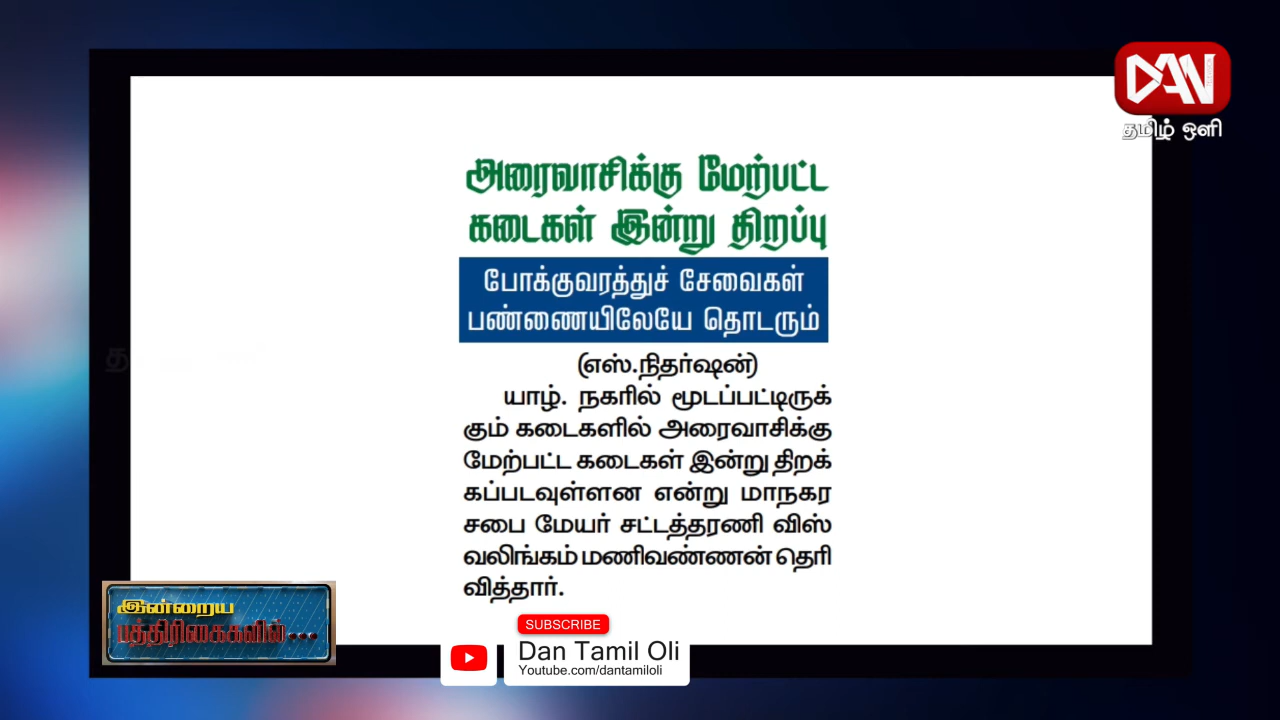 DAN
தமிழ் ஒளி
அரைவாசிக்கு மேற்பட்ட
கடைகள் இன்று திறப்பு
போக்குவரத்துச் சேவைகள்
பண்ணையிலேயே தொடரும்
(எஸ்.நிதர்ஷன்)
யாழ். நகரில் மூடப்பட்டிருக்
கும் கடைகளில் அரைவாசிக்கு
மேற்பட்ட கடைகள் இன்று திறக்
கப்படவுள்ளன என்று மாநகர
சபை மேயர் சட்டத்தரணி விஸ்
வலிங்கம் மணிவண்ணன் தெரி
வித்தார்.
இன்றைய
பத்திரிகைகளில்...
SUBSCRIBE
Dan Tamil Oli
Youtube.com/dantamiloli